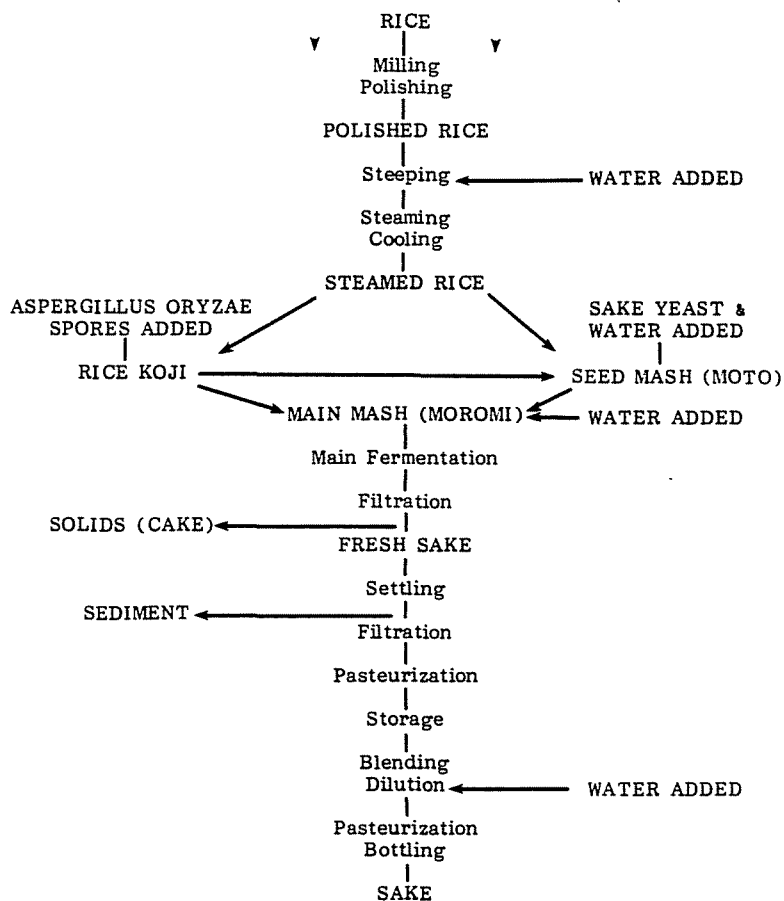 RICE
Milling
Polishing
POLISHED RICE
Steeping
WATER ADDED
Steaming
Cooling
STEAMED RICE
ASPERGILLUS ORYZAE
SPORES ADDED
SAKE YEAST &
WATER ADDED
RICE KOJI
SEED MASH (MOTO)
MAIN MASH (MOROMI)
WATER ADDED
Main Fermentation
Filtration
SOLIDS (CAKE)
FRESH SAKE
Settling
SEDIMENT
Filtration
Pasteurization
Storage
Blending
Dilution
WATER ADDED
Pasteurization
Bottling
SAKE